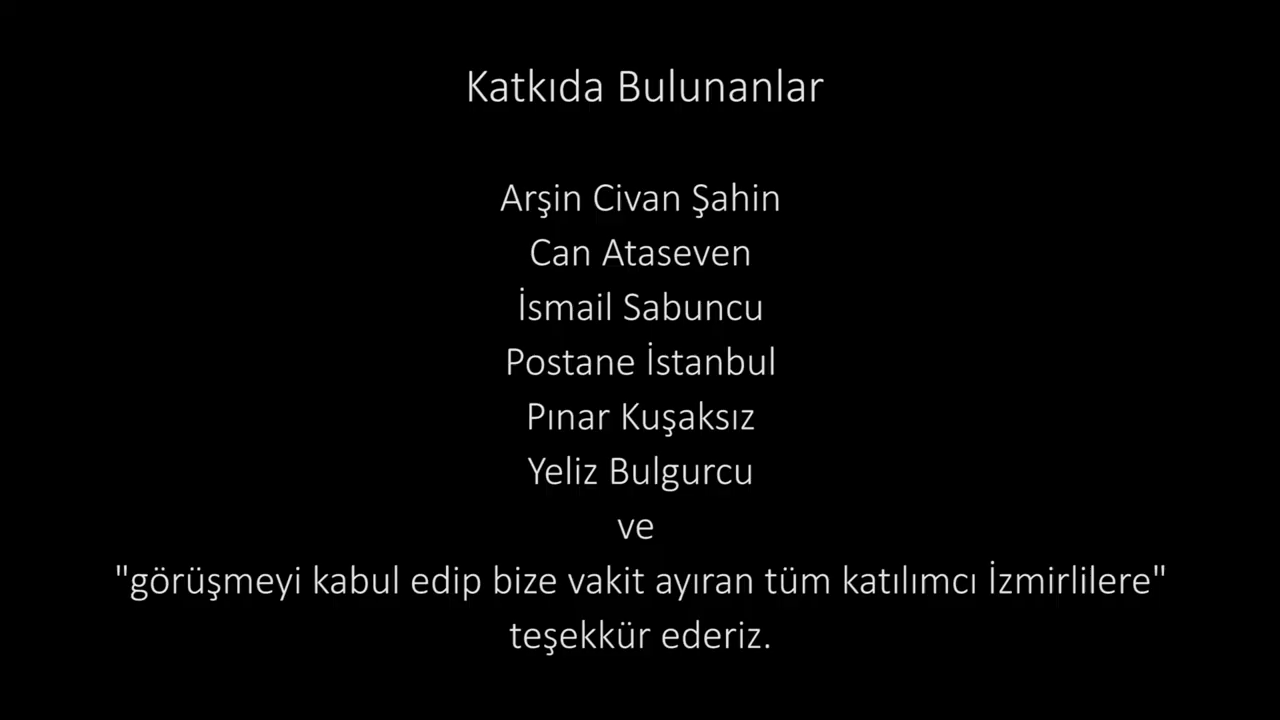 Katkıda Bulunanlar
Arşin Civan Şahin
Can Ataseven
İsmail Sabuncu
Postane İstanbul
Pınar Kuşaksız
Yeliz Bulgurcu
ve
"görüşmeyi kabul edip bize vakit ayıran tüm katılımcı İzmirlilere"
teşekkür ederiz.